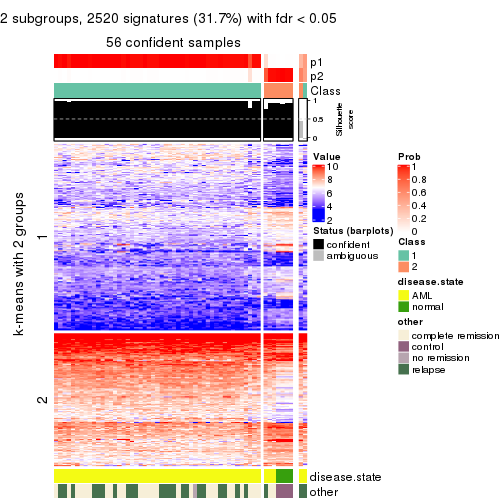 2 subgroups, 2520 signatures (31.7%) with fdr < 0.05
56 confident samples
p1
p2
Class
1
0.5
0
Silhouette
score
k-means with 2 groups
1
2
disease.state
other
Value
10
8
6
4
2
Status (barplots)
confident
ambiguous
Prob
1
0.8
0.6
0.4
0.2
0
Class
1
2
disease.state
AML
normal
other
complete remission
control
no remission
relapse